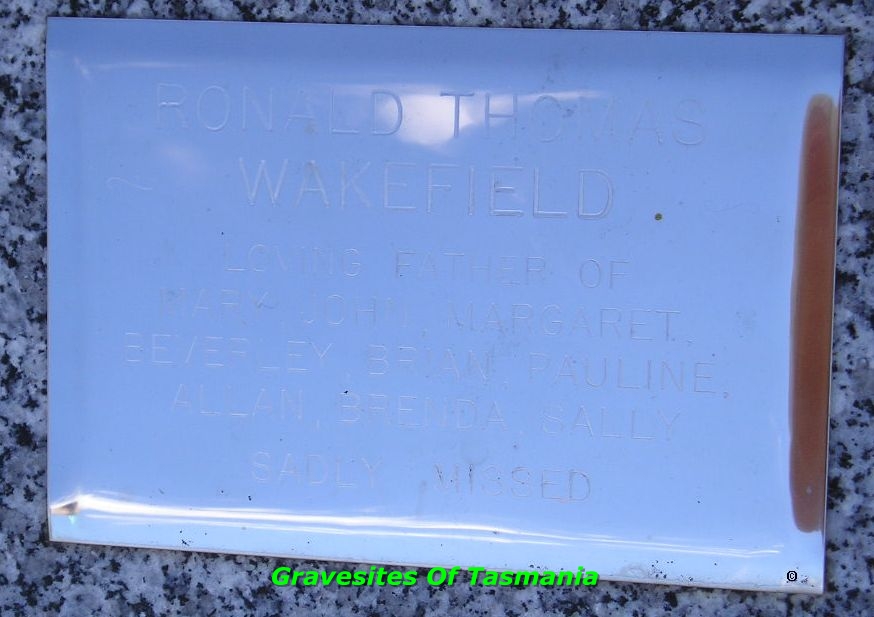 RONALD THOMAS
WAKEFIELD
LOVING FATHER OF
MARY, JOHN, MARGARET,
BEVERLEY, BRIAN, PAULINE,
ALLAN, BRENDA, SALLY
SADLY MISSED
Gravesites Of Tasmania
©